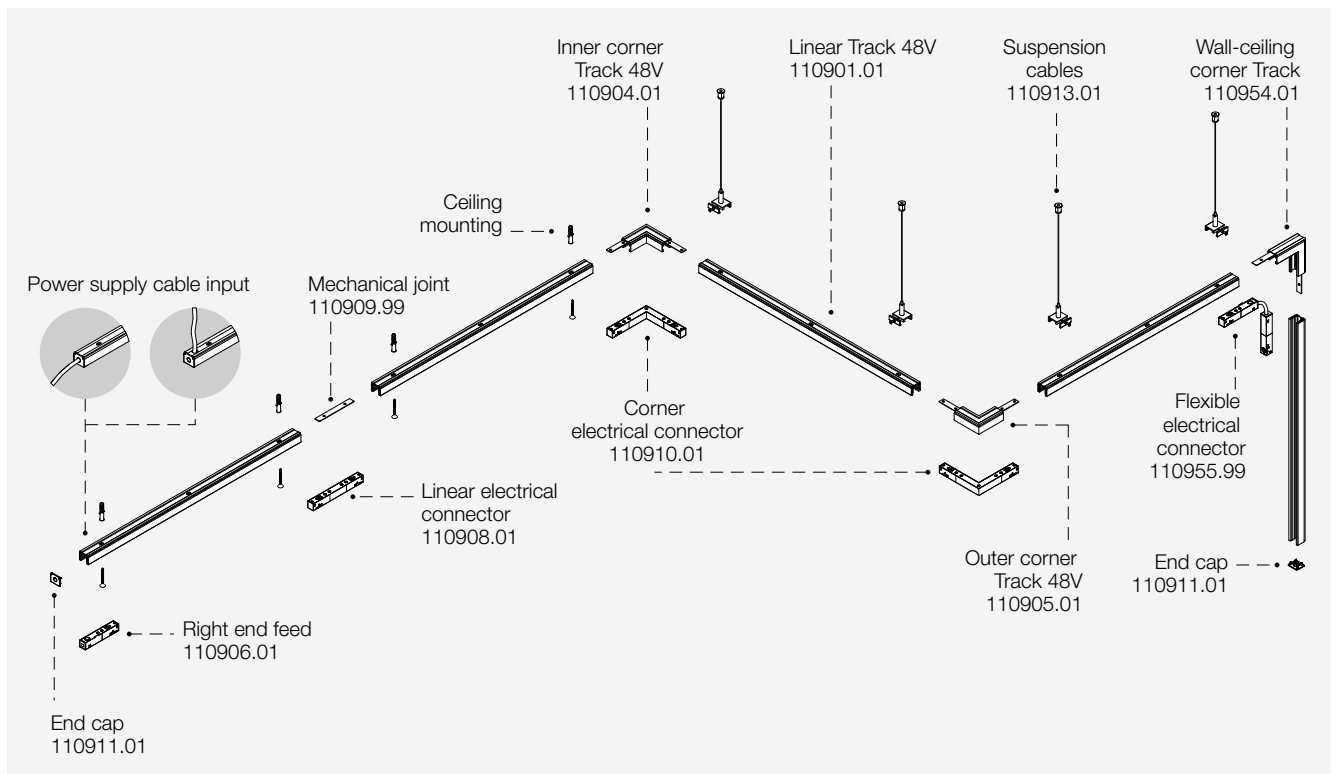 Inner corner
Track 48V
110904.01
Linear Track 48V
110901.01
Suspension
cables
110913.01
Wall-ceiling
corner Track
110954.01
Ceiling
mounting
Power supply cable input
Mechanical joint
110909.99
Corner
electrical connector
110910.01
Flexible
electrical
connector
110955.99
Linear electrical
connector
110908.01
Outer corner
Track 48V
110905.01
End cap
110911.01
Right end feed
110906.01
End cap
110911.01